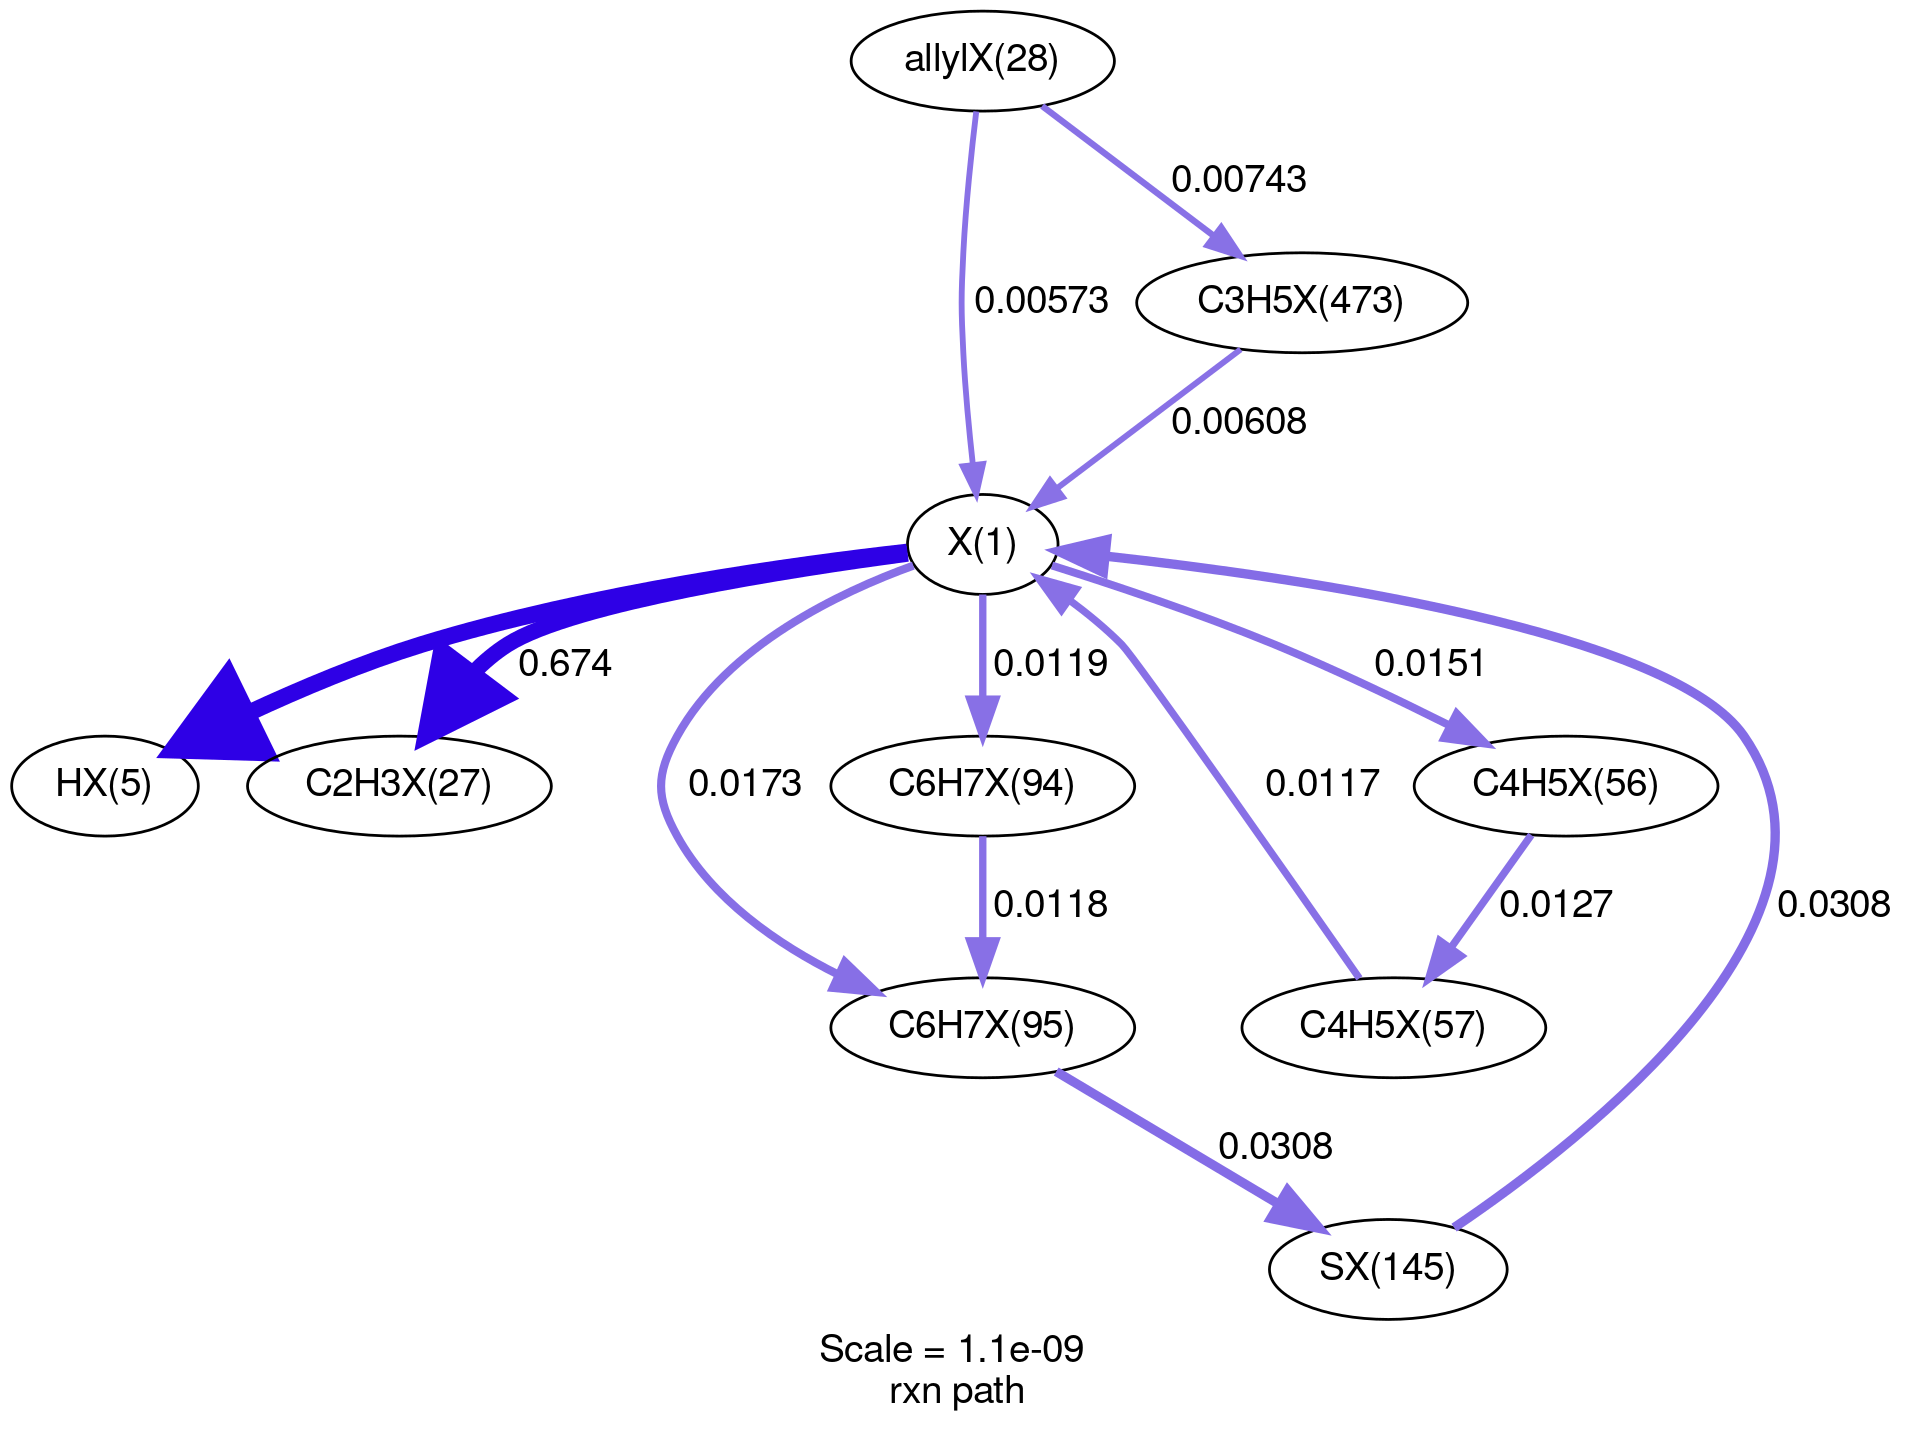 allylX(28)
0.00743
0.00573
C3H5X(473)
0.00608
X(1)
0.674
0.0119
0.0151
HX(5)
C2H3X(27)
0.0173
C6H7X(94)
0.0117
C4H5X(56)
0.0118
0.0127
0.0308
C6H7X(95)
C4H5X(57)
0.0308
SX(145)
Scale = 1.1e-09
rxn path